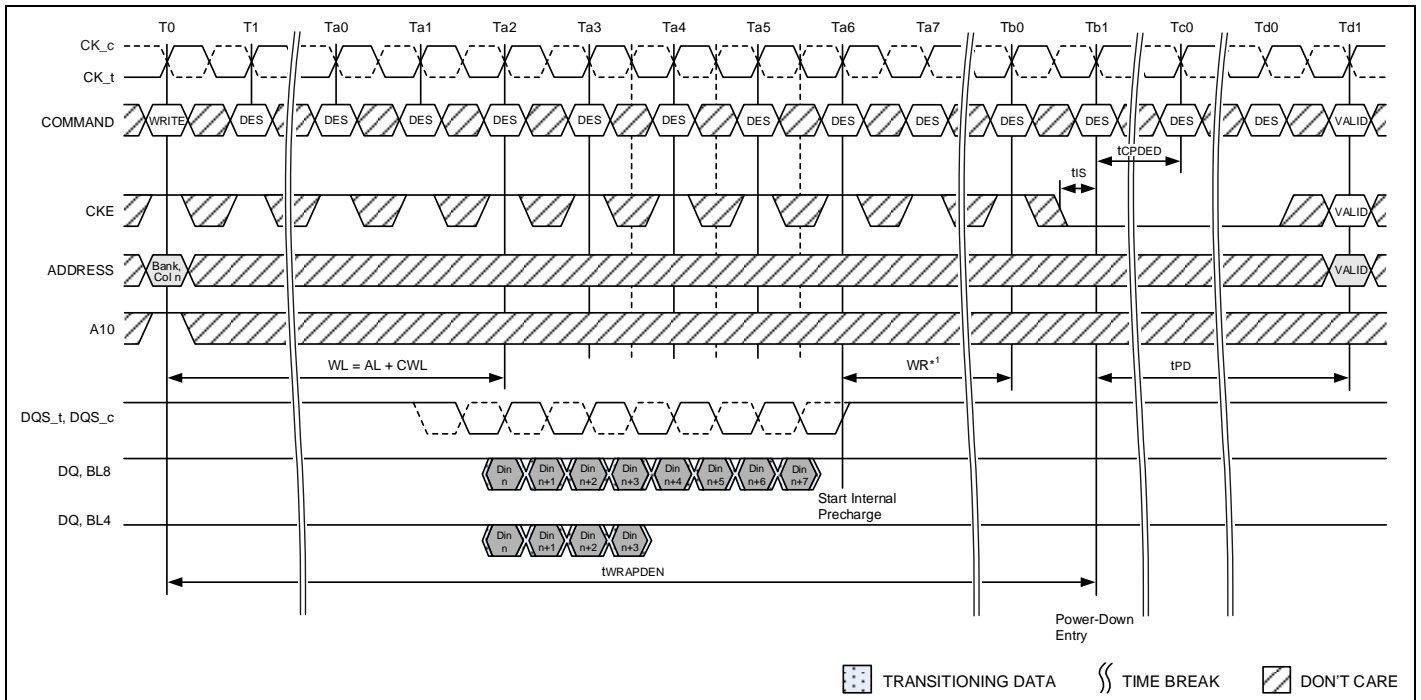 T0 T1 Ta0 Ta1 Ta2 Ta3 Ta4 Ta5 Ta6 Ta7 Tb0 Tb1 Tc0 Td0 Td1
CK_c
CK_t
COMMAND WRITE DES DES DES DES DES DES DES DES DES DES DES DES DES VALID
tCPDED
tIS
CKE VALID
ADDRESS Bank, Col n VALID
A10
WL = AL + CWL WR*1 tPD
DQS_t, DQS_c
DQ, BL8 Din n Din n+1 Din n+2 Din n+3 Din n+4 Din n+5 Din n+6 Din n+7
Start Internal
Precharge
DQ, BL4 Din n Din n+1 Din n+2 Din n+3
tWRAPDEN
Power-Down
Entry
TRANSITIONING DATA TIME BREAK DON'T CARE